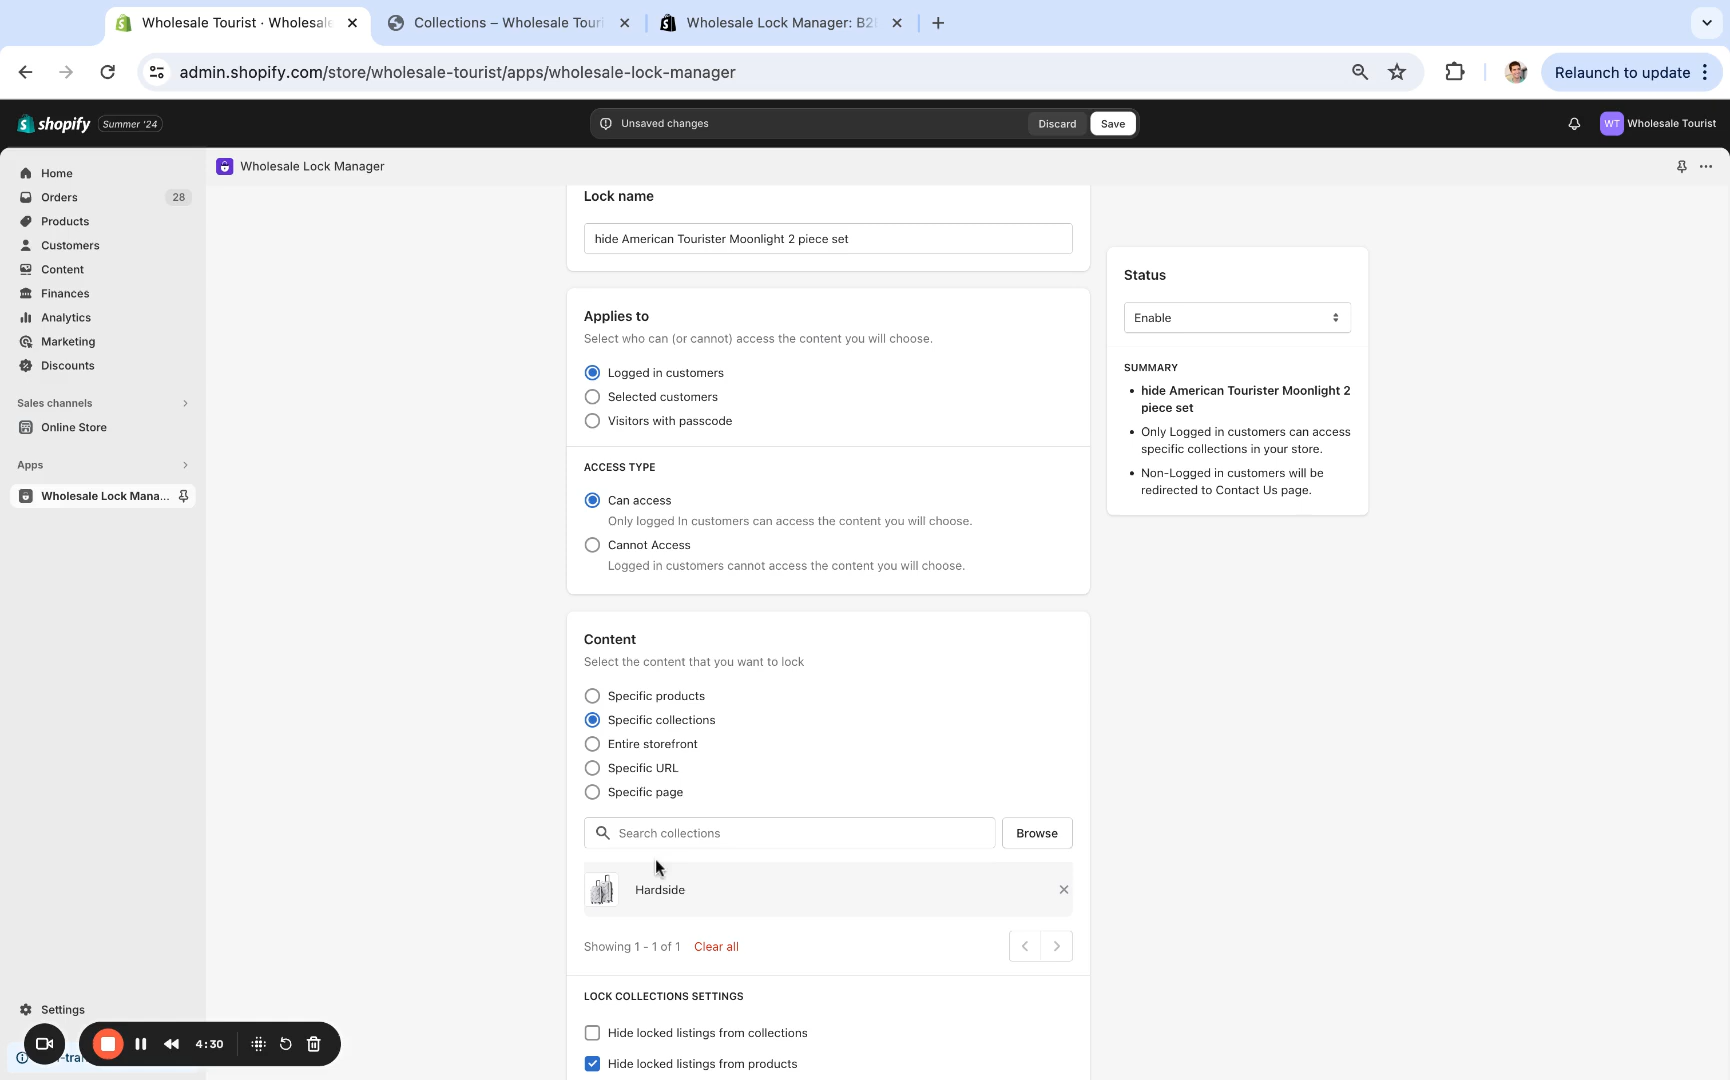 Wholesale Tourist · Wholesale
Collections – Wholesale Touri
Wholesale Lock Manager: B2B
admin.shopify.com/store/wholesale-tourist/apps/wholesale-lock-manager
Relaunch to update
shopify
Summer '24
Unsaved changes
Discard
Save
WT
Wholesale Tourist
Home
Orders
28
Products
Customers
Content
Finances
Analytics
Marketing
Discounts
Sales channels
Online Store
Apps
Wholesale Lock Mana...
Settings
4:30
Wholesale Lock Manager
Lock name
hide American Tourister Moonlight 2 piece set
Applies to
Select who can (or cannot) access the content you will choose.
Logged in customers
Selected customers
Visitors with passcode
ACCESS TYPE
Can access
Only logged In customers can access the content you will choose.
Cannot Access
Logged in customers cannot access the content you will choose.
Content
Select the content that you want to lock
Specific products
Specific collections
Entire storefront
Specific URL
Specific page
Search collections
Browse
Hardside
Showing 1 - 1 of 1
Clear all
LOCK COLLECTIONS SETTINGS
Hide locked listings from collections
Hide locked listings from products
Status
Enable
SUMMARY
• hide American Tourister Moonlight 2
piece set
• Only Logged in customers can access
specific collections in your store.
• Non-Logged in customers will be
redirected to Contact Us page.